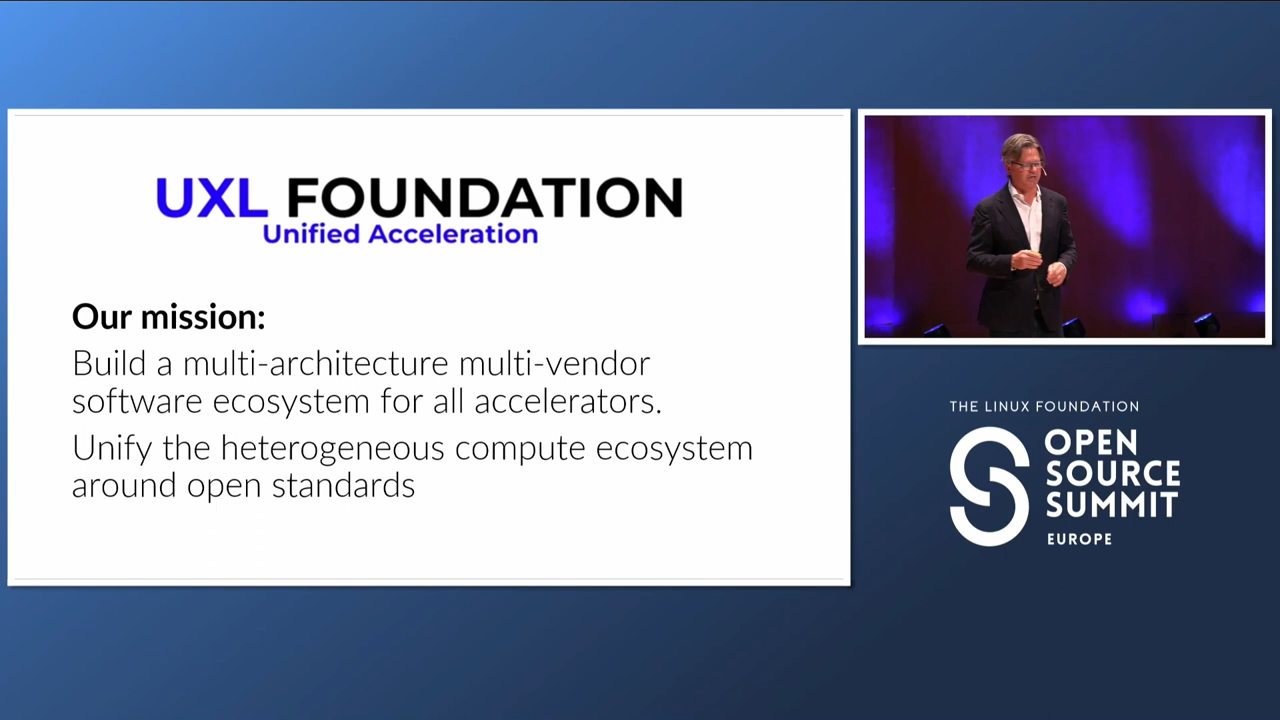 UXL FOUNDATION
Unified Acceleration
Our mission:
Build a multi-architecture multi-vendor
software ecosystem for all accelerators.
Unify the heterogeneous compute ecosystem
around open standards
THE LINUX FOUNDATION
OPEN
SOURCE
SUMMIT
EUROPE